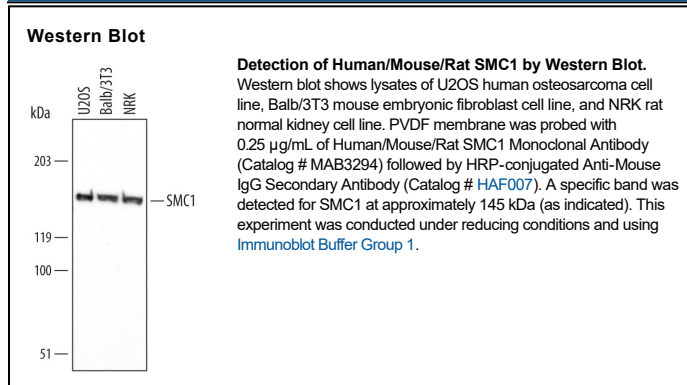 Western Blot
U2OS
Balb/3T3
NRK
kDa
203
SMC1
119
100
51
Detection of Human/Mouse/Rat SMC1 by Western Blot.
Western blot shows lysates of U2OS human osteosarcoma cell
line, Balb/3T3 mouse embryonic fibroblast cell line, and NRK rat
normal kidney cell line. PVDF membrane was probed with
0.25 µg/mL of Human/Mouse/Rat SMC1 Monoclonal Antibody
(Catalog # MAB3294) followed by HRP-conjugated Anti-Mouse
IgG Secondary Antibody (Catalog # HAF007). A specific band was
detected for SMC1 at approximately 145 kDa (as indicated). This
experiment was conducted under reducing conditions and using
Immunoblot Buffer Group 1.